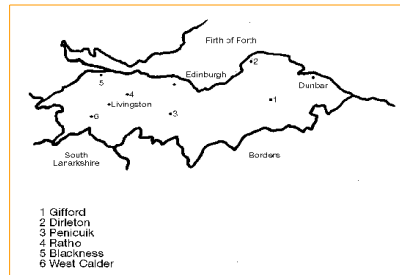 Firth of Forth
2
Edinburgh
Dunbar
5
4
Livingston
1
6
3
South
Lanarkshire
Borders
1 Gifford
2 Dirleton
3 Penicuik
4 Ratho
5 Blackness
6 West Calder